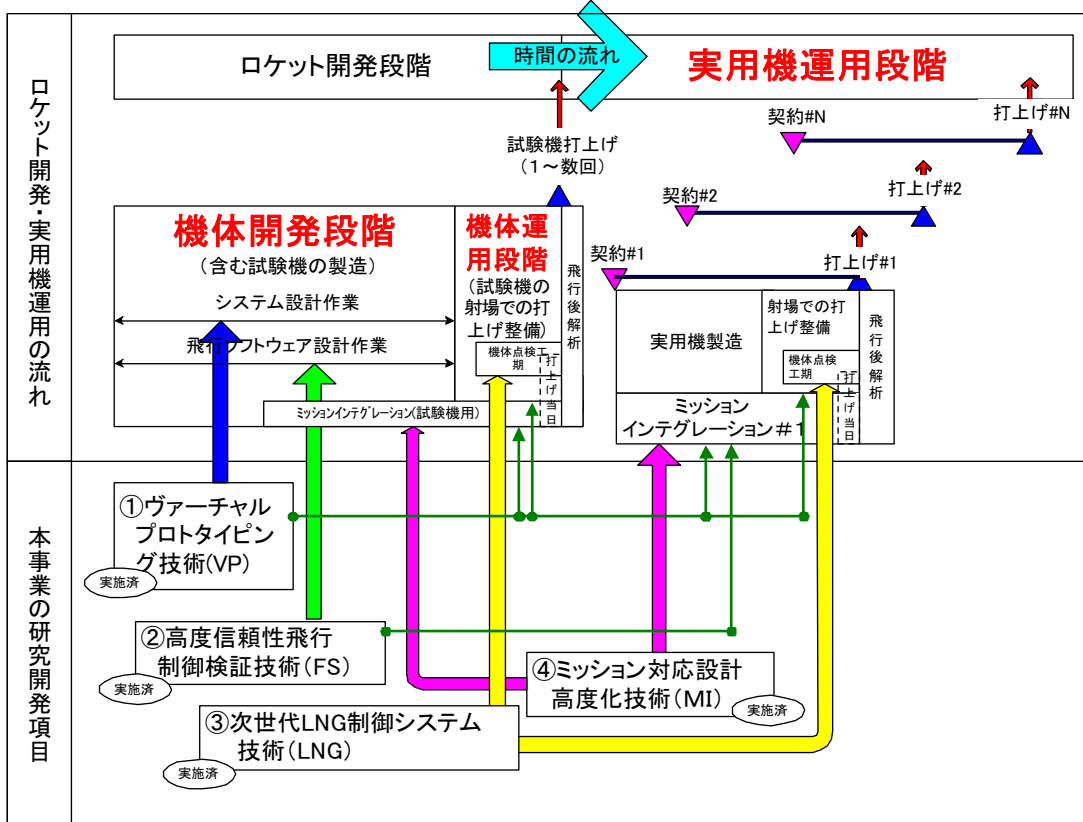 ロケット開発・実用機運用の流れ
ロケット開発段階
時間の流れ
実用機運用段階
契約#N
打上げ#N
試験機打上げ
(1~数回)
契約#2
打上げ#2
契約#1
打上げ#1
機体開発段階
(含む試験機の製造)
システム設計作業
飛行ソフトウェア設計作業
機体運
用段階
(試験機の
射場での打
上げ整備)
機体点検工
期
打上げ当日
飛行後解析
ミッションインテグレーション(試験機用)
実用機製造
射場での打
上げ整備
機体点検
工期
打上げ当日
飛行後解析
ミッション
インテグレーション#1
本事業の研究開発項目
①ヴァーチャル
プロトタイピン
グ技術(VP)
実施済
②高度信頼性飛行
制御検証技術(FS)
実施済
③次世代LNG制御システム
技術(LNG)
実施済
④ミッション対応設計
高度化技術(MI)
実施済